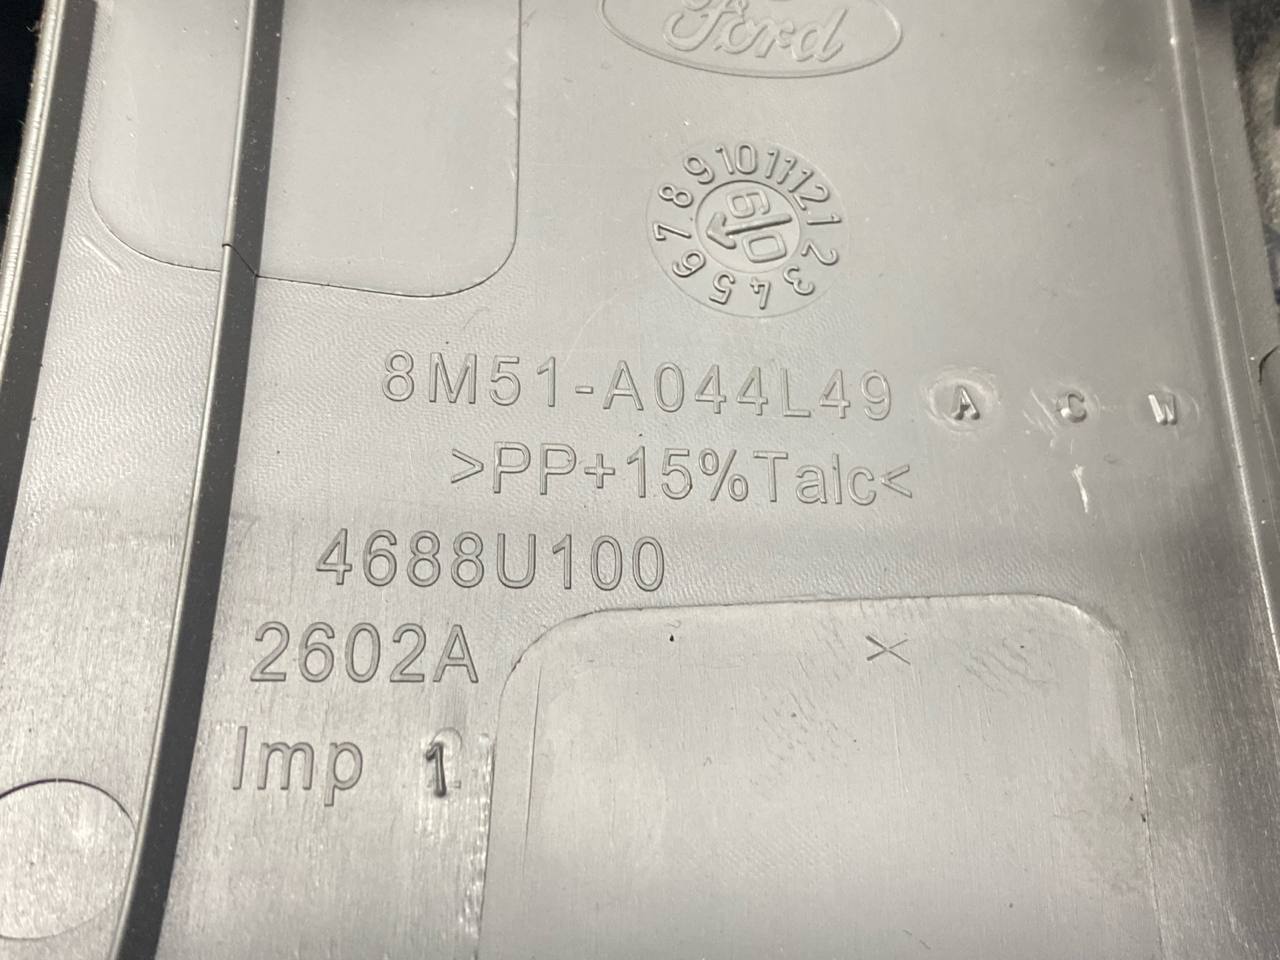 Ford
1 2 3 4 5 6 7 8 9 10 11 12
0 9
8M51-A044L49 A C W
>PP+15%Talc<
4688U100
2602A
Imp 1